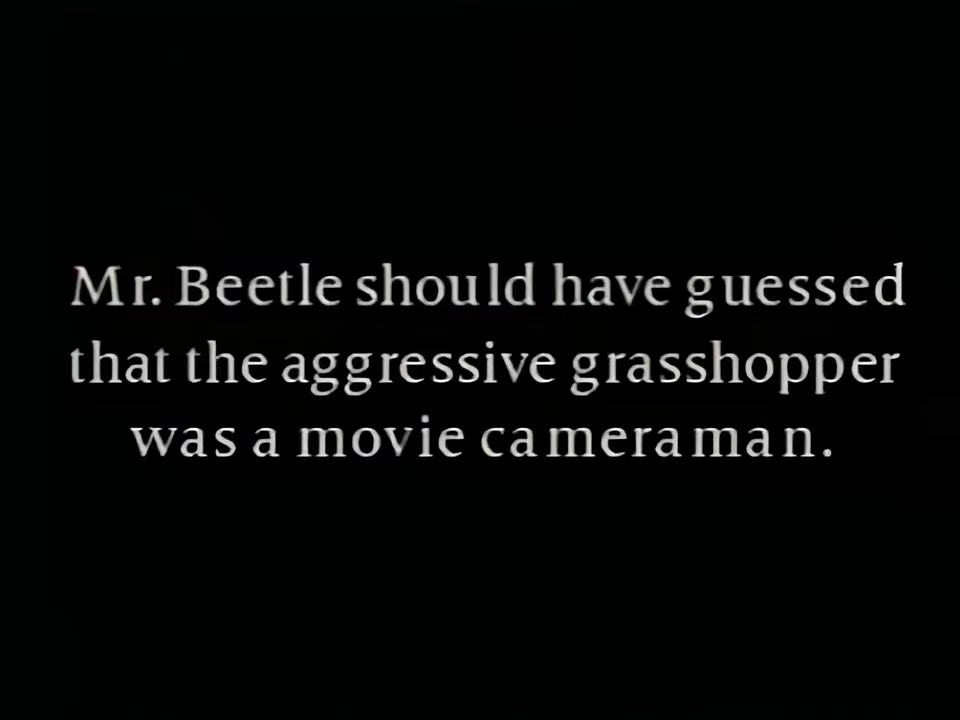 Mr. Beetle should have guessed
that the aggressive grasshopper
was a movie cameraman.